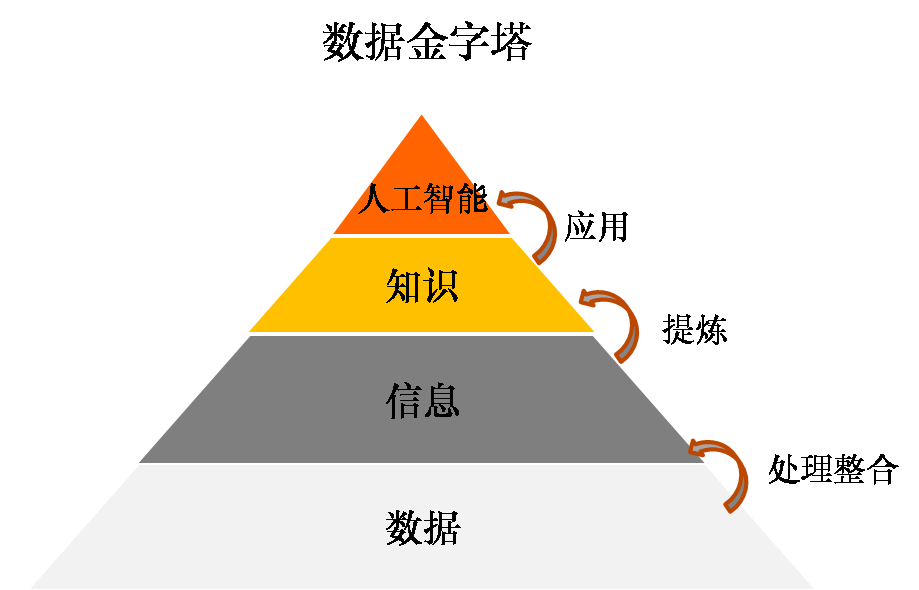 数据金字塔
人工智能
应用
知识
提炼
信息
处理整合
数据